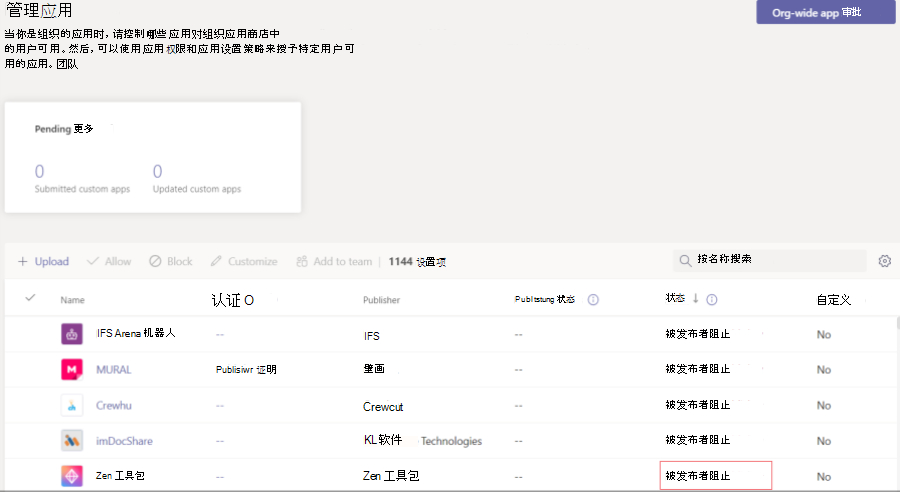 管理应用
Org-wide app 审批
当你是组织的应用时, 请控制哪些应用对组织应用商店中
的用户可用。然后, 可以使用应用权限和应用设置策略来授予特定用户可
用的应用。团队
Pending 更多
0 0
Submitted custom apps Updated custom apps
+ Upload Allow Block Customize Add to team | 1144 设置项 按名称搜索
Name 认证 O Publisher Publtstung 状态 状态 ↓ 自定义
IFS Arena 机器人 -- IFS -- 被发布者阻止 No
MURAL Publisiwr 证明 壁画 -- 被发布者阻止 No
Crewhu -- Crewcut -- 被发布者阻止 No
imDocShare -- KL软件 Technologies -- 被发布者阻止 No
Zen 工具包 -- Zen 工具包 -- 被发布者阻止 No